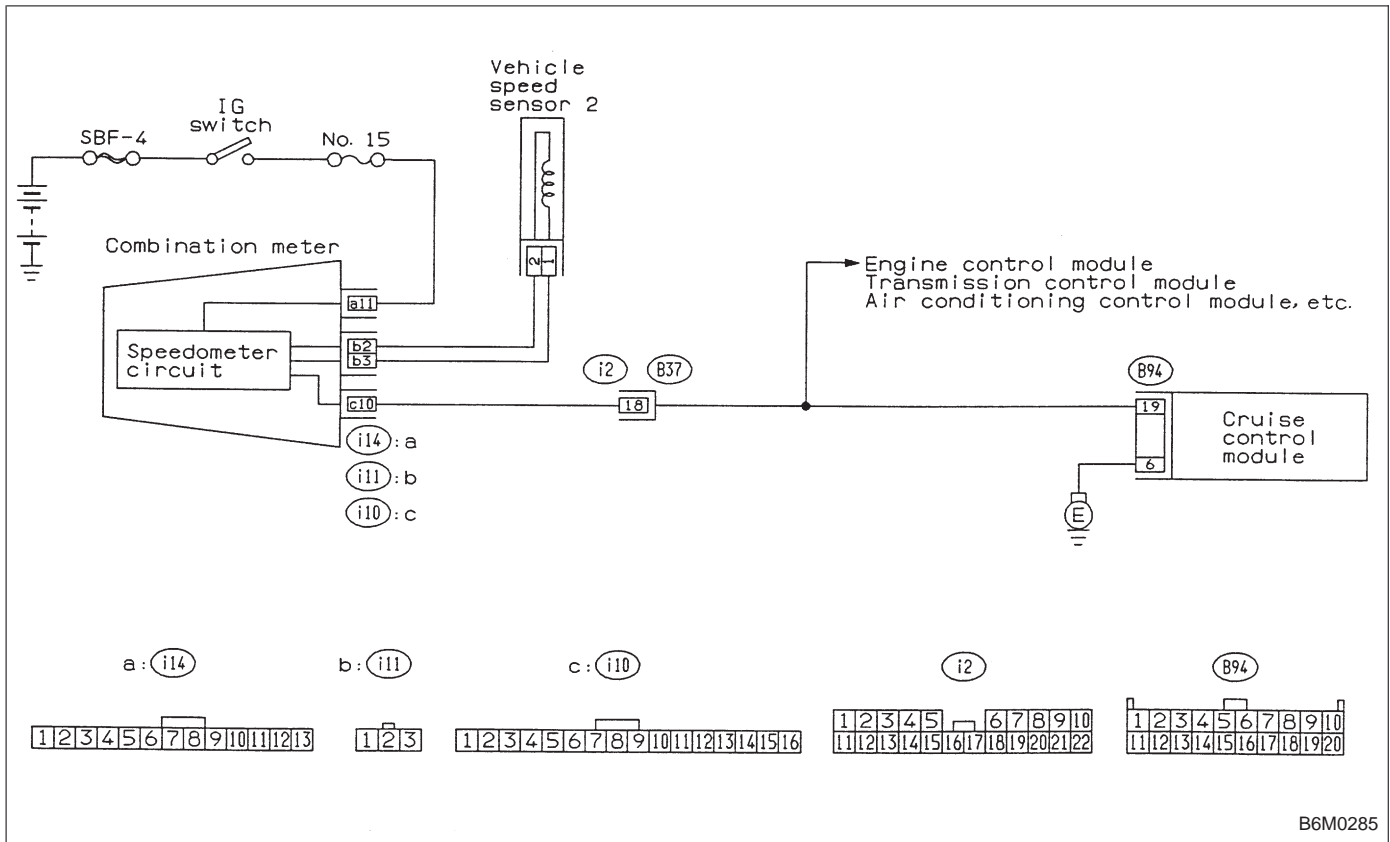 Vehicle
speed
sensor 2
IG
switch
SBF-4
No. 15
2
1
Combination meter
a11
Speedometer
circuit
b2
b3
c10
i14 : a
i11 : b
i10 : c
i2
B37
18
Engine control module
Transmission control module
Air conditioning control module, etc.
B94
19
6
Cruise
control
module
E
a : i14
1 2 3 4 5 6 7 8 9 10 11 12 13
b : i11
1 2 3
c : i10
1 2 3 4 5 6 7 8 9 10 11 12 13 14 15 16
i2
1 2 3 4 5 6 7 8 9 10
11 12 13 14 15 16 17 18 19 20 21 22
B94
1 2 3 4 5 6 7 8 9 10
11 12 13 14 15 16 17 18 19 20
B6M0285